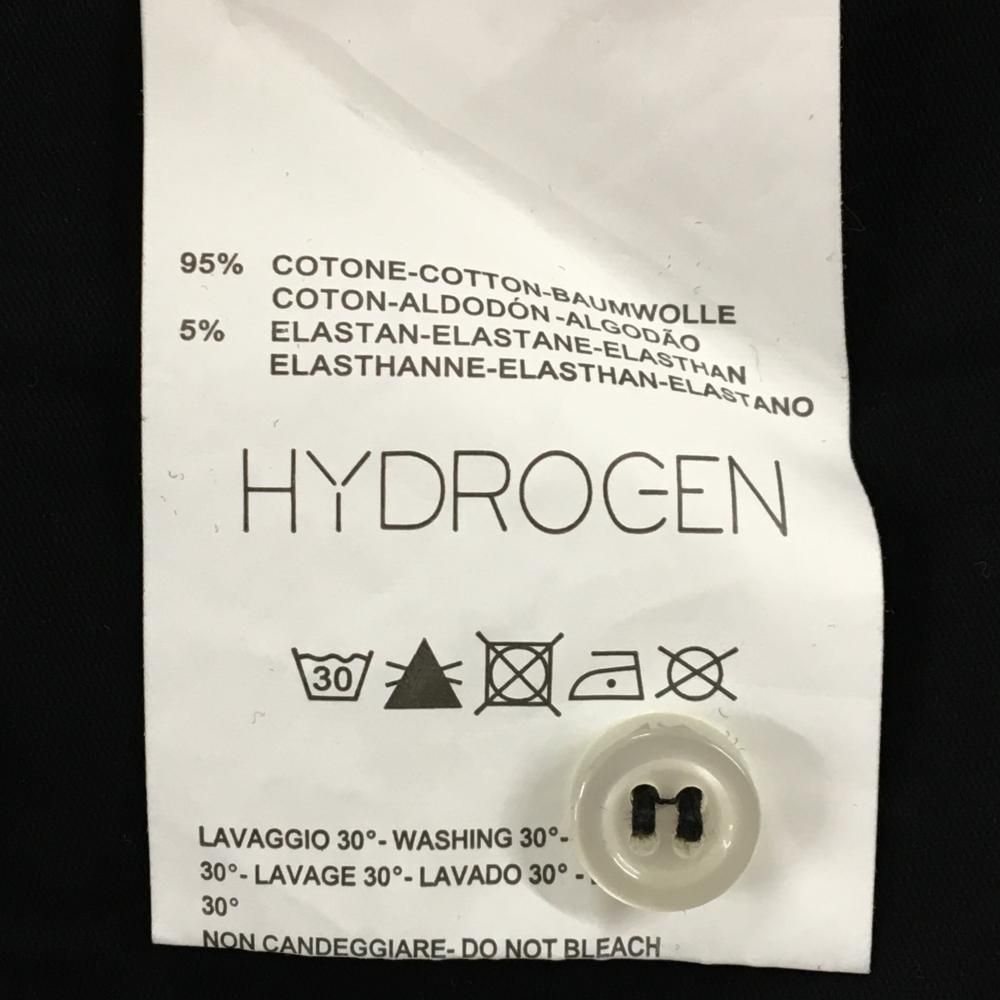 95% COTONE-COTTON-BAUMWOLLE
COTON-ALDODÓN-ALGODÃO
5% ELASTAN-ELASTANE-ELASTHAN
ELASTHANNE-ELASTHAN-ELASTANO
HYDROGEN
30
LAVAGGIO 30°- WASHING 30°-
30°- LAVAGE 30°- LAVADO 30° -
30°
NON CANDEGGIARE- DO NOT BLEACH